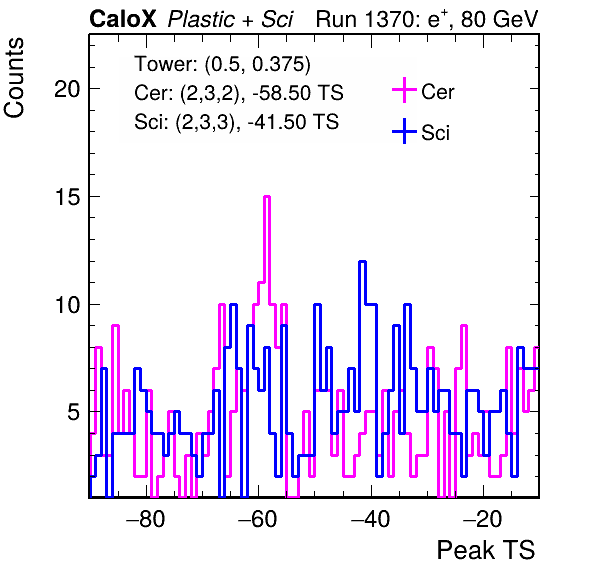 CaloX Plastic + Sci Run 1370: e+, 80 GeV
Tower: (0.5, 0.375)
Cer: (2,3,2), -58.50 TS
Sci: (2,3,3), -41.50 TS
Cer
Sci
Counts
20
15
10
5
−80 −60 −40 −20
Peak TS